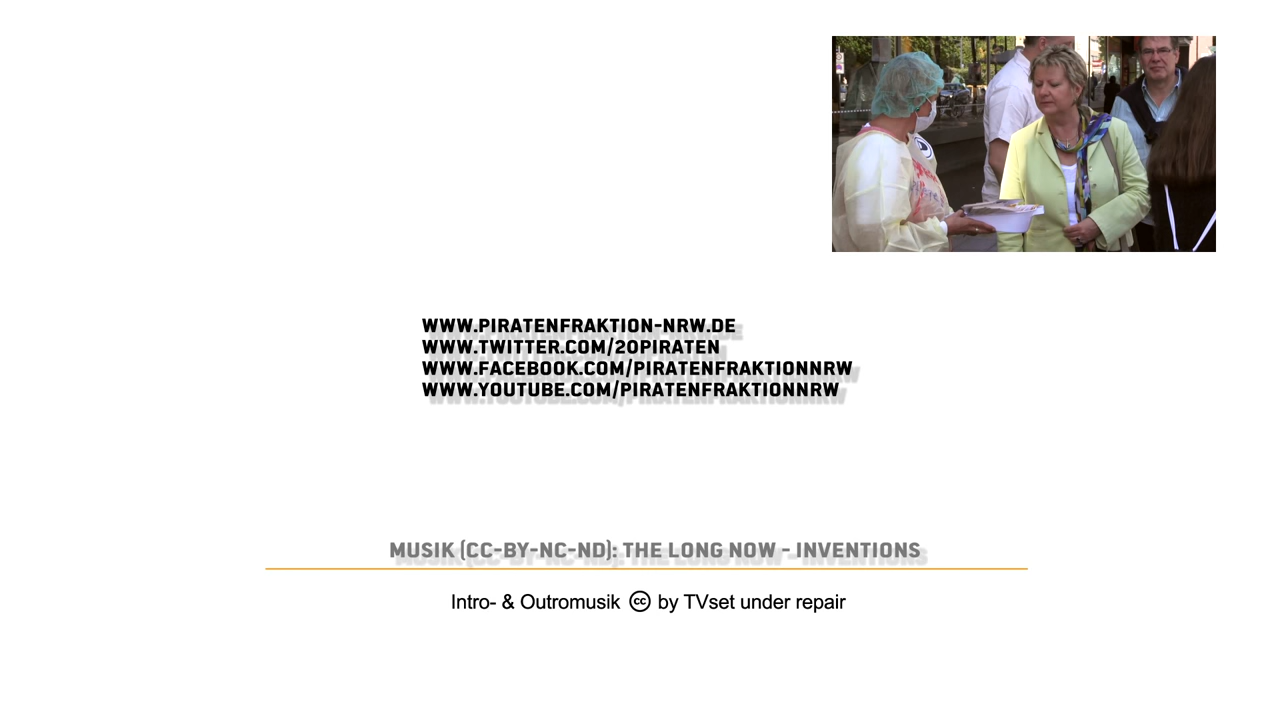 WWW.PIRATENFRAKTION-NRW.DE
WWW.TWITTER.COM/20PIRATEN
WWW.FACEBOOK.COM/PIRATENFRAKTIONNRW
WWW.YOUTUBE.COM/PIRATENFRAKTIONNRW
MUSIK (CC-BY-NC-ND): THE LONG NOW - INVENTIONS
Intro- & Outromusik cc by TVset under repair